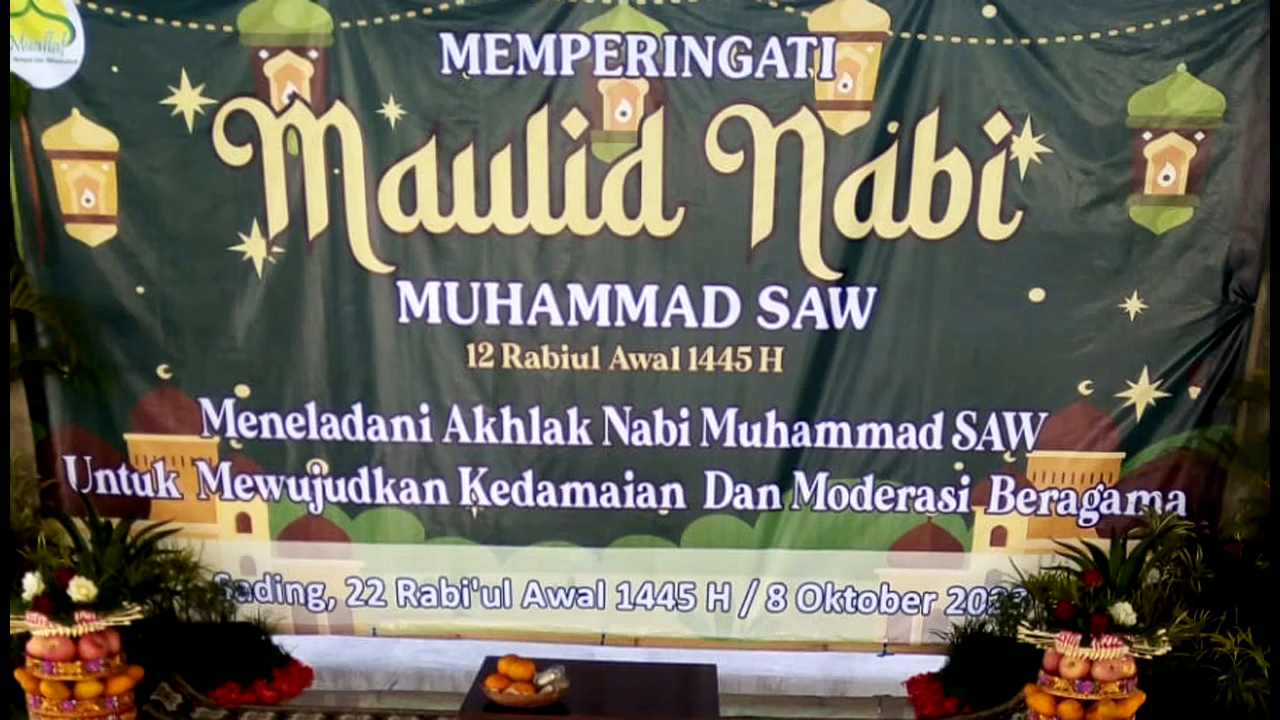 MEMPERINGATI
Maulid Nabi
MUHAMMAD SAW
12 Rabiul Awal 1445 H
Meneladani Akhlak Nabi Muhammad SAW
Untuk Mewujudkan Kedamaian Dan Moderasi Beragama
Sading, 22 Rabi'ul Awal 1445 H / 8 Oktober 2023